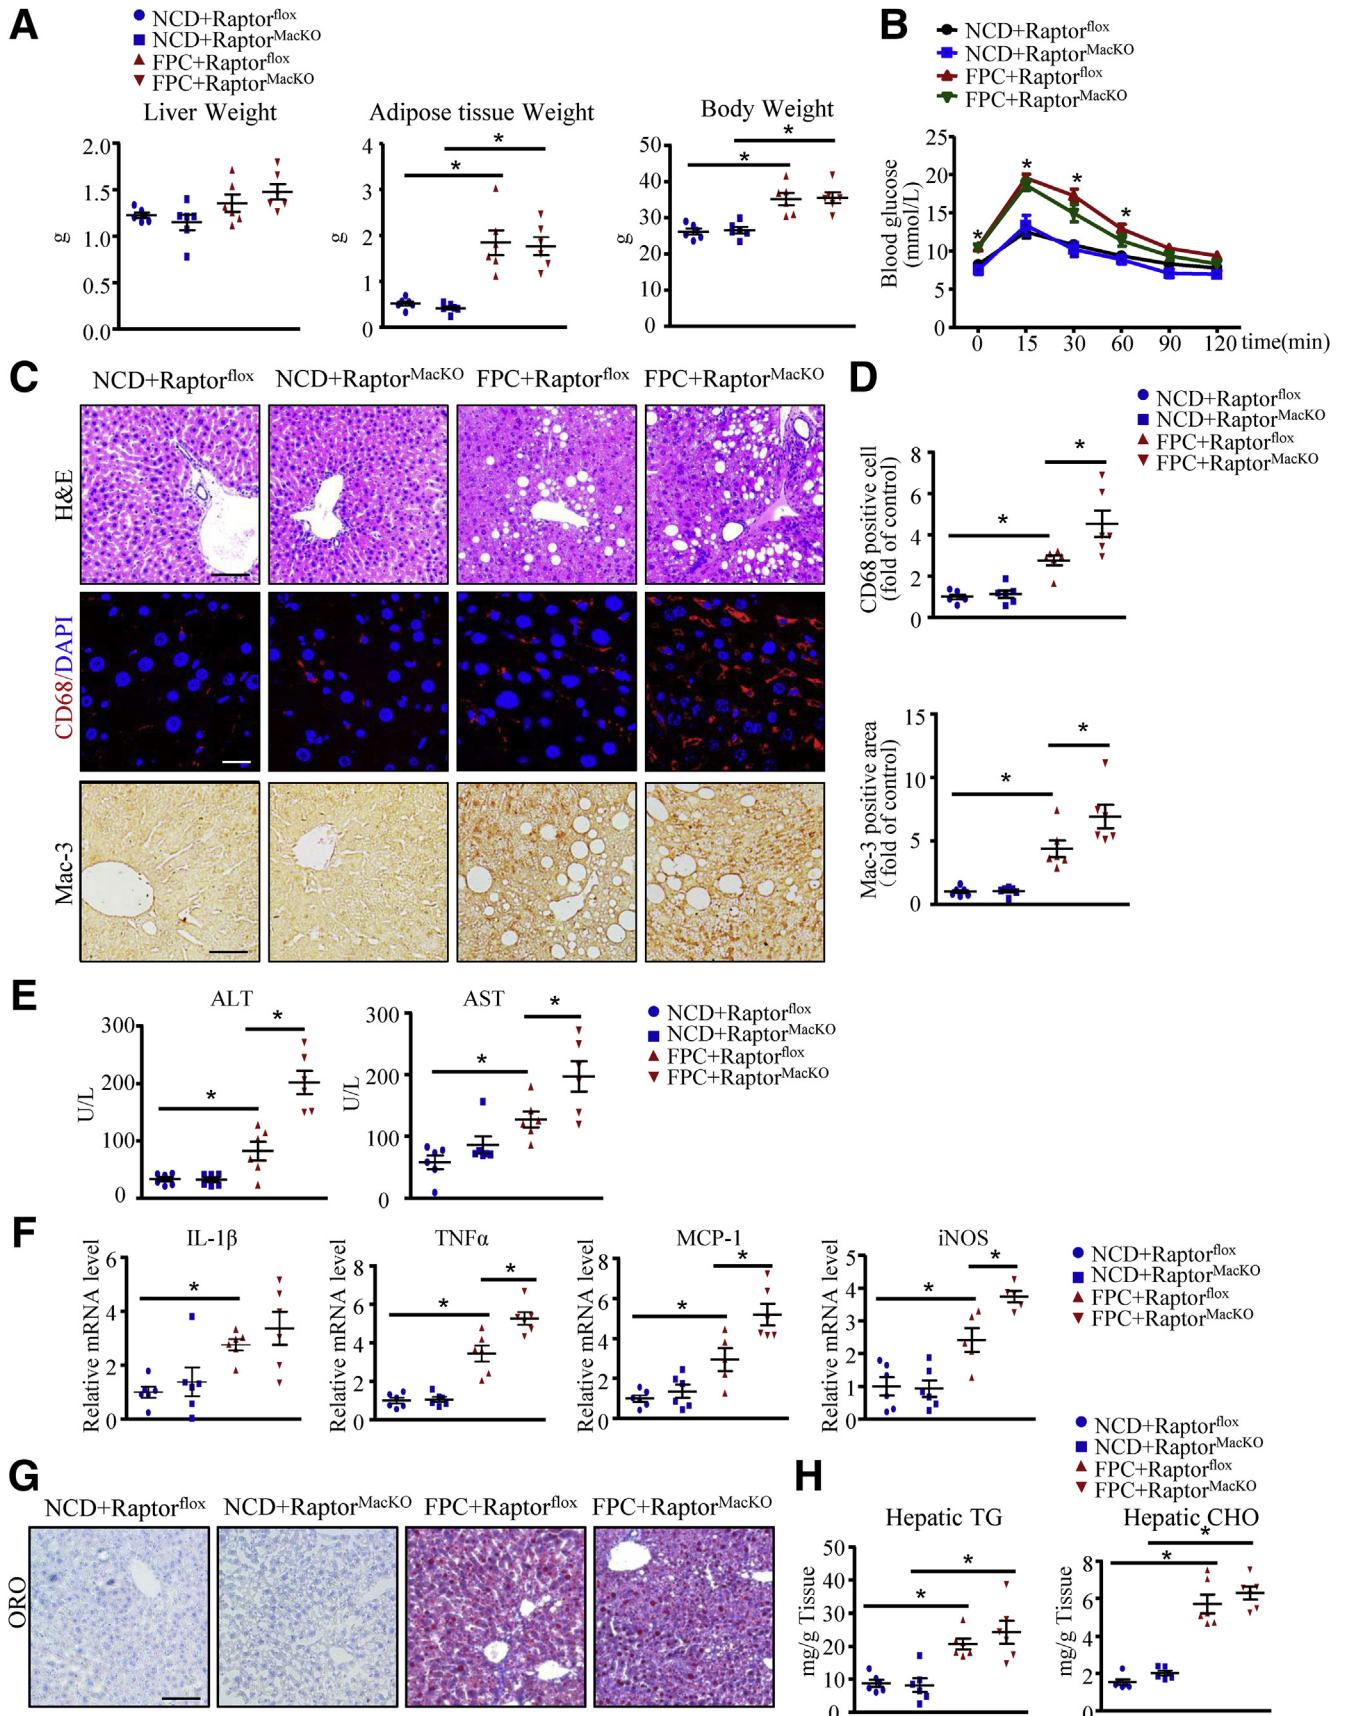 A
NCD+Raptorflox
NCD+RaptorMacKO
FPC+Raptorflox
FPC+RaptorMacKO
Liver Weight
g
2.0
1.5
1.0
0.5
0.0
Adipose tissue Weight
g
4
3
2
1
0
*
*
Body Weight
g
50
40
30
20
10
0
*
*
B
NCD+Raptorflox
NCD+RaptorMacKO
FPC+Raptorflox
FPC+RaptorMacKO
Blood glucose
(mmol/L)
25
20
15
10
5
0
* * * *
0 15 30 60 90 120 time(min)
C
NCD+Raptorflox NCD+RaptorMacKO FPC+Raptorflox FPC+RaptorMacKO
H&E
CD68/DAPI
Mac-3
D
NCD+Raptorflox
NCD+RaptorMacKO
FPC+Raptorflox
FPC+RaptorMacKO
CD68 positive cell
(fold of control)
8
6
4
2
0
*
*
Mac-3 positive area
(fold of control)
15
10
5
0
*
*
E
ALT
U/L
300
200
100
0
*
*
AST
U/L
300
200
100
0
*
*
NCD+Raptorflox
NCD+RaptorMacKO
FPC+Raptorflox
FPC+RaptorMacKO
F
IL-1β
Relative mRNA level
6
4
2
0
*
TNFα
Relative mRNA level
8
6
4
2
0
*
*
MCP-1
Relative mRNA level
8
6
4
2
0
*
*
iNOS
Relative mRNA level
5
4
3
2
1
0
*
*
NCD+Raptorflox
NCD+RaptorMacKO
FPC+Raptorflox
FPC+RaptorMacKO
G
NCD+Raptorflox NCD+RaptorMacKO FPC+Raptorflox FPC+RaptorMacKO
ORO
H
NCD+Raptorflox
NCD+RaptorMacKO
FPC+Raptorflox
FPC+RaptorMacKO
Hepatic TG
mg/g Tissue
50
40
30
20
10
0
*
*
Hepatic CHO
mg/g Tissue
8
6
4
2
0
*
*